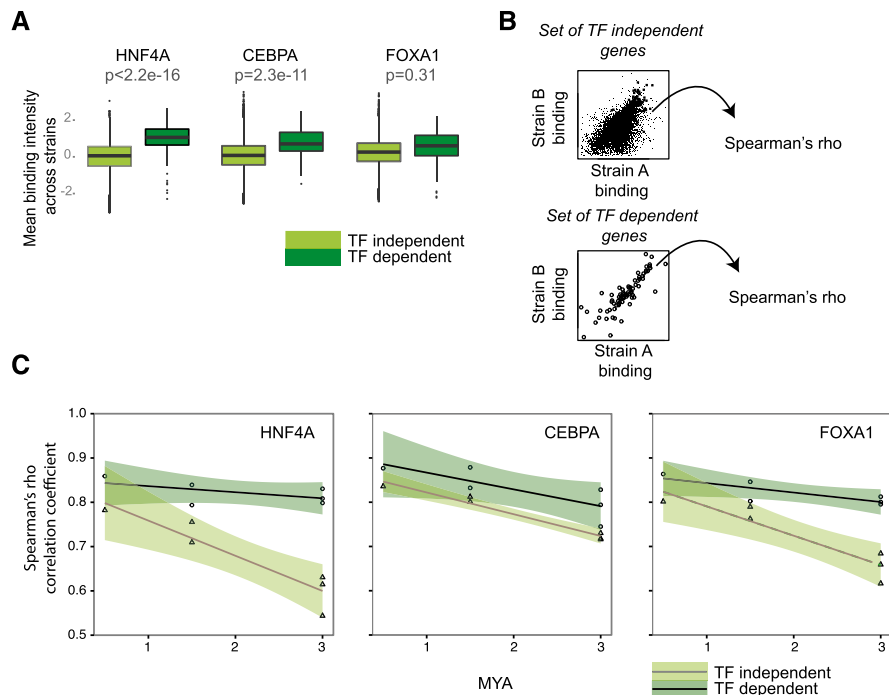 A
HNF4A
p<2.2e-16
CEBPA
p=2.3e-11
FOXA1
p=0.31
Mean binding intensity
across strains
2.
0.
-2.
TF independent
TF dependent
B
Set of TF independent
genes
Strain B
binding
Strain A
binding
Spearman's rho
Set of TF dependent
genes
Strain B
binding
Strain A
binding
Spearman's rho
C
Spearman's rho
correlation coefficient
1.0
0.9
0.8
0.7
0.6
0.5
HNF4A
CEBPA
FOXA1
1 2 3
1 2 3
1 2 3
MYA
TF independent
TF dependent